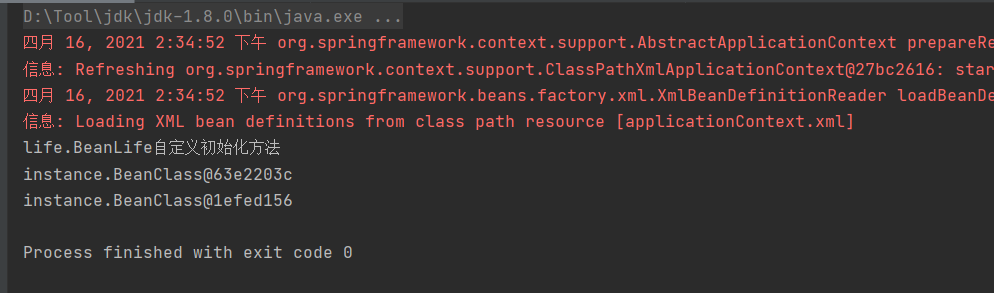 D:\Tool\jdk\jdk-1.8.0\bin\java.exe ...
四月 16, 2021 2:34:52 下午 org.springframework.context.support.AbstractApplicationContext prepareRe
信息: Refreshing org.springframework.context.support.ClassPathXmlApplicationContext@27bc2616: star
四月 16, 2021 2:34:52 下午 org.springframework.beans.factory.xml.XmlBeanDefinitionReader loadBeanDe
信息: Loading XML bean definitions from class path resource [applicationContext.xml]
life.BeanLife自定义初始化方法
instance.BeanClass@63e2203c
instance.BeanClass@1efed156
Process finished with exit code 0